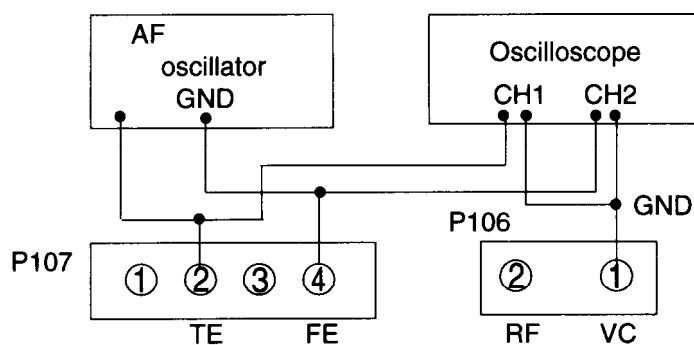 AF
oscillator
GND
Oscilloscope
CH1 CH2
GND
P107
P106
1 2 3 4
2 1
TE FE
RF VC